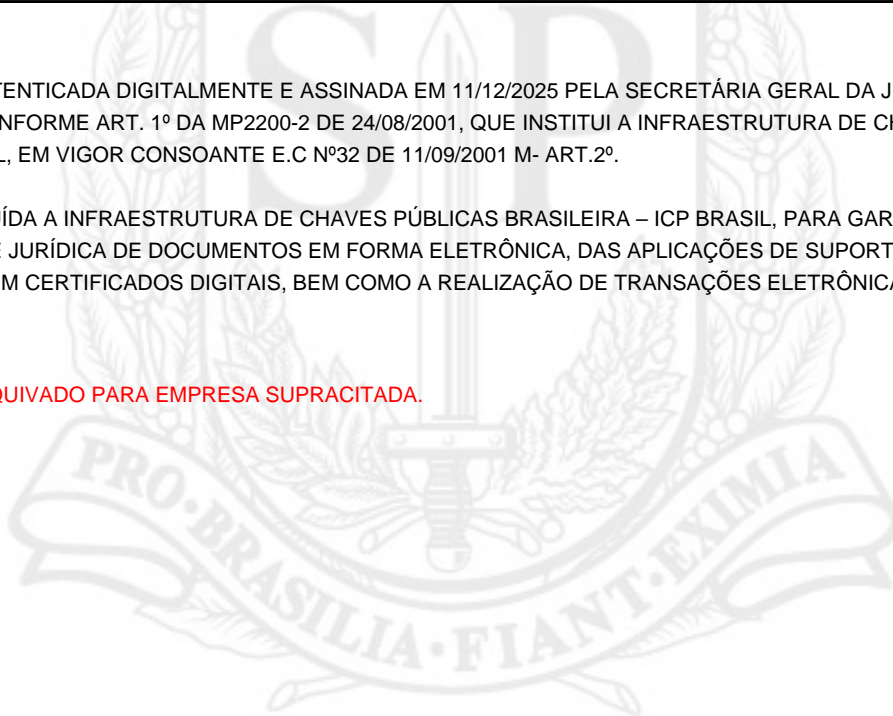 TENTICADA DIGITALMENTE E ASSINADA EM 11/12/2025 PELA SECRETÁRIA GERAL DA J
NFORME ART. 1º DA MP2200-2 DE 24/08/2001, QUE INSTITUI A INFRAESTRUTURA DE CH
L, EM VIGOR CONSOANTE E.C Nº32 DE 11/09/2001 M- ART.2º.
ÍDA A INFRAESTRUTURA DE CHAVES PÚBLICAS BRASILEIRA – ICP BRASIL, PARA GAR
E JURÍDICA DE DOCUMENTOS EM FORMA ELETRÔNICA, DAS APLICAÇÕES DE SUPORT
M CERTIFICADOS DIGITAIS, BEM COMO A REALIZAÇÃO DE TRANSAÇÕES ELETRÔNICA
QUIVADO PARA EMPRESA SUPRACITADA.
SP
PRO·BRASILIA·FIANT·EXIMIA